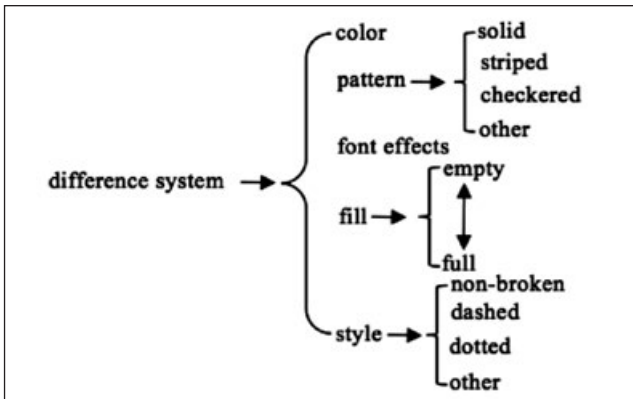 color
solid
striped
pattern
checkered
other
font effects
empty
difference system
fill
full
non-broken
dashed
style
dotted
other